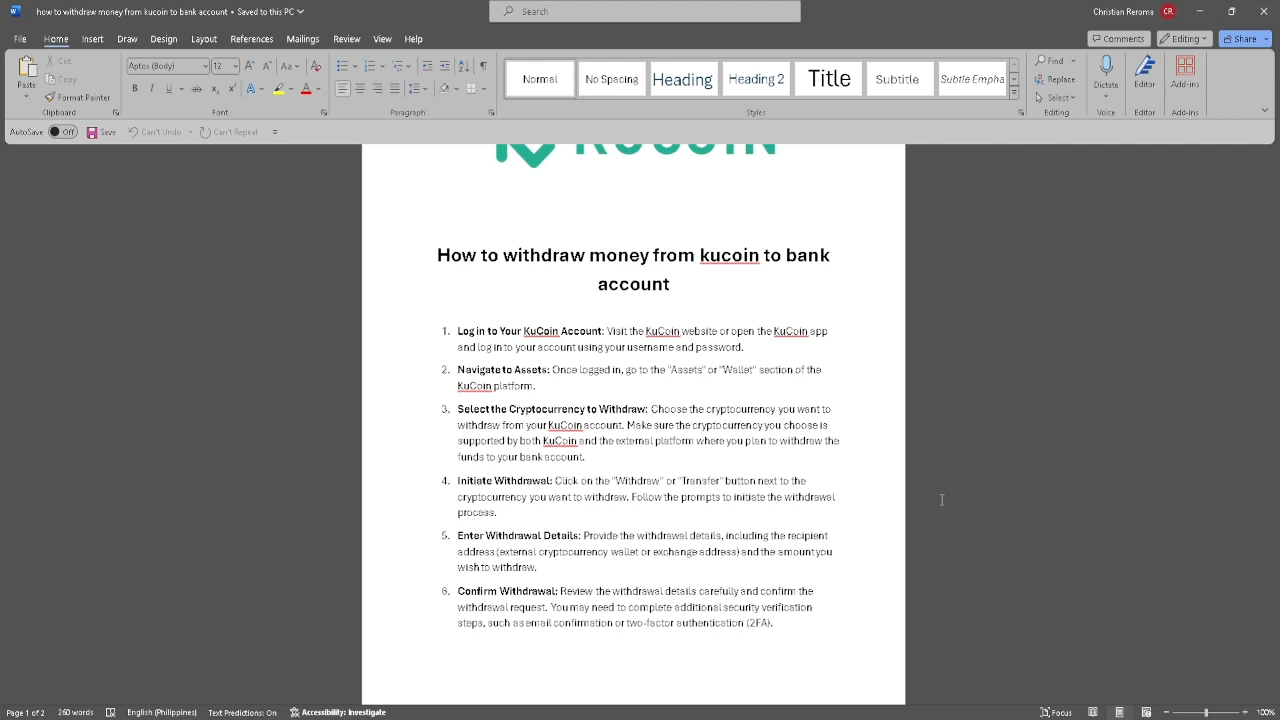 how to withdraw money from kucoin to bank account • Saved to this PC
Search
Christian Reroma CR
File Home Insert Draw Design Layout References Mailings Review View Help
Comments Editing Share
Paste Cut Copy Format Painter
Aptos (Body) 12
Normal No Spacing Heading Heading 2 Title Subtitle Subtle Empha
Find Replace Select
Dictate Editor Add-ins
Clipboard Font Paragraph Styles Editing Voice Editor Add-ins
AutoSave Off Save Can't Undo Can't Repeat
KUCOIN
How to withdraw money from kucoin to bank
account
1. Log in to Your KuCoin Account: Visit the KuCoin website or open the KuCoin app
and log in to your account using your username and password.
2. Navigate to Assets: Once logged in, go to the "Assets" or "Wallet" section of the
KuCoin platform.
3. Select the Cryptocurrency to Withdraw: Choose the cryptocurrency you want to
withdraw from your KuCoin account. Make sure the cryptocurrency you choose is
supported by both KuCoin and the external platform where you plan to withdraw the
funds to your bank account.
4. Initiate Withdrawal: Click on the "Withdraw" or "Transfer" button next to the
cryptocurrency you want to withdraw. Follow the prompts to initiate the withdrawal
process.
5. Enter Withdrawal Details: Provide the withdrawal details, including the recipient
address (external cryptocurrency wallet or exchange address) and the amount you
wish to withdraw.
6. Confirm Withdrawal: Review the withdrawal details carefully and confirm the
withdrawal request. You may need to complete additional security verification
steps, such as email confirmation or two-factor authentication (2FA).
Page 1 of 2 260 words English (Philippines) Text Predictions: On Accessibility: Investigate Focus 100%